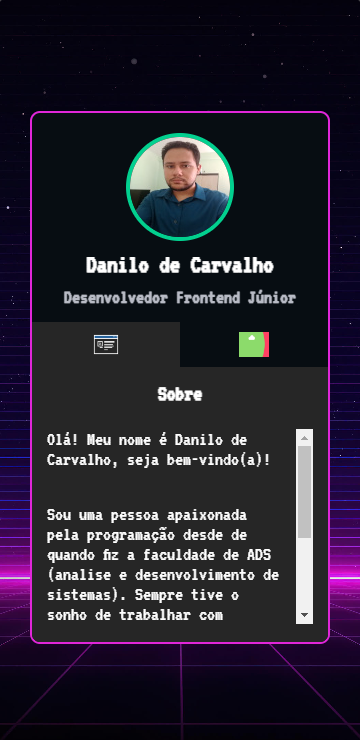 Danilo de Carvalho
Desenvolvedor Frontend Júnior
Sobre
Olá! Meu nome é Danilo de
Carvalho, seja bem-vindo(a)!
Sou uma pessoa apaixonada
pela programação desde de
quando fiz a faculdade de ADS
(analise e desenvolvimento de
sistemas). Sempre tive o
sonho de trabalhar com